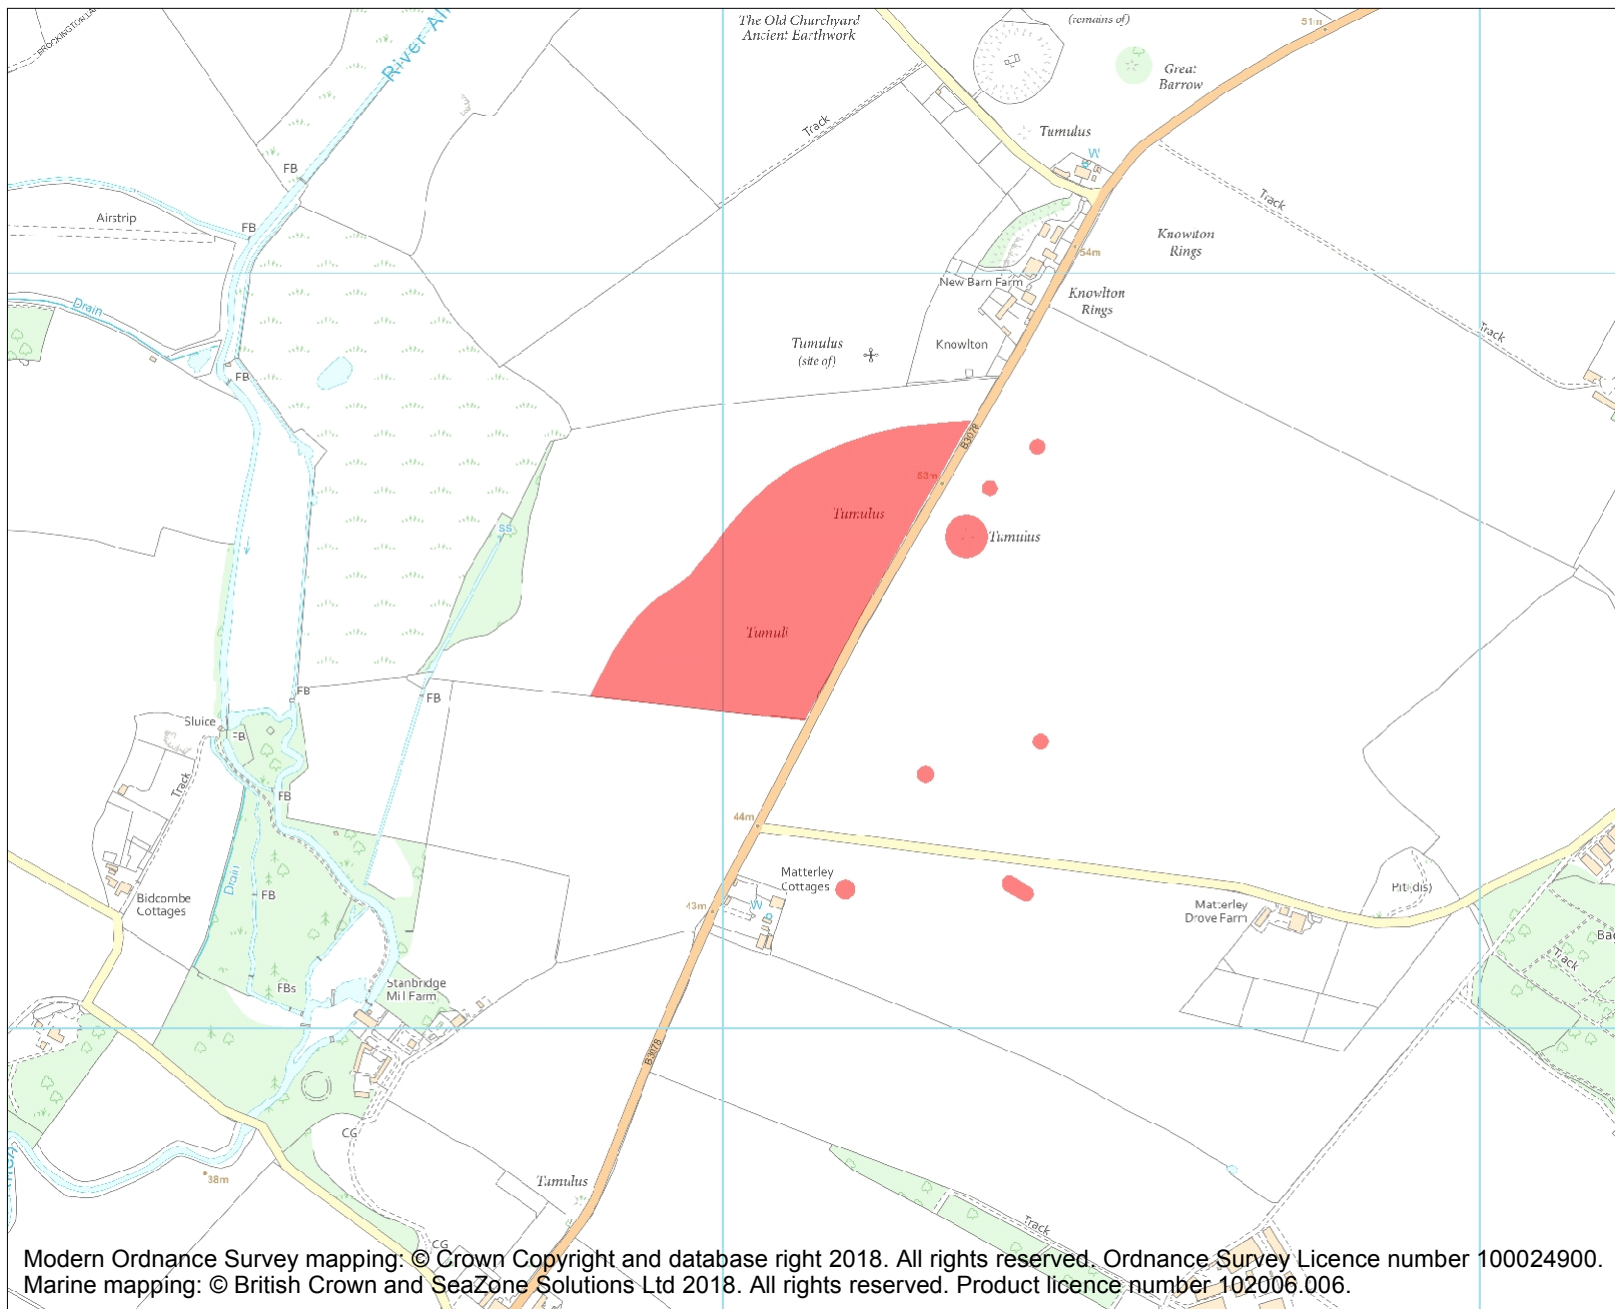 BROCKINGTON LA
River All
The Old Churchyard
Ancient Earthwork
(remains of)
51m
Great
Barrow
Track
Tumulus
W
FB
Airstrip
FB
Track
Knowlton
Rings
54m
New Barn Farm
Knowlton
Rings
Drain
Track
Tumulus
(site of)
Knowlton
FB
B3078
53m
Tumulus
Tumulus
SS
Tumuli
FB
FB
Sluice
FB
Track
FB
44m
Matterley
Cottages
Drain
FB
Bidcombe
Cottages
W
43m
Pit (dis)
Matterley
Drove Farm
Track
FBs
Stanbridge
Mill Farm
B3078
CG
38m
Tumulus
Track
CG
Modern Ordnance Survey mapping: © Crown Copyright and database right 2018. All rights reserved. Ordnance Survey Licence number 100024900.
Marine mapping: © British Crown and SeaZone Solutions Ltd 2018. All rights reserved. Product licence number 102006.006.